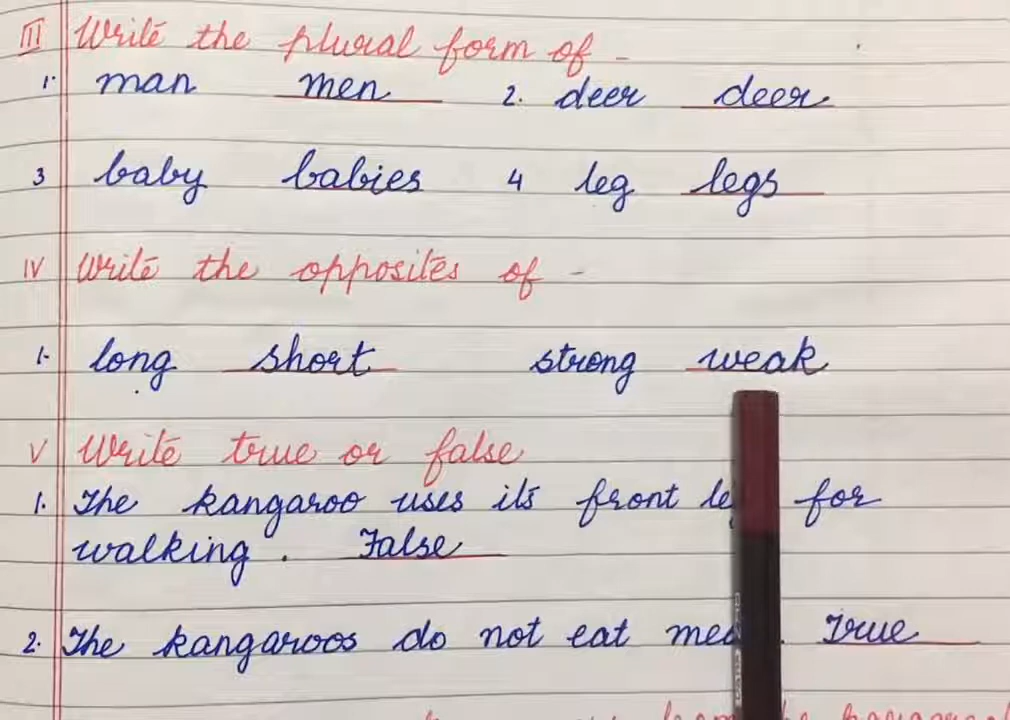 III Write the plural form of -
1. man men 2. deer deer
3 baby babies 4 leg legs
IV Write the opposites of -
1. long short strong weak
V Write true or false
1. The kangaroo uses its front for
walking. False
2. The kangaroos do not eat . True